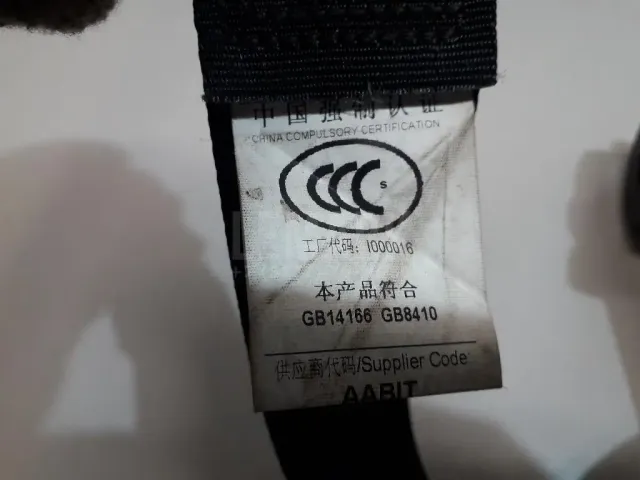 中国强制认证
CHINA COMPULSORY CERTIFICATION
CCC S
工厂代码：I000016
本产品符合
GB14166 GB8410
供应商代码/Supplier Code
AABIT